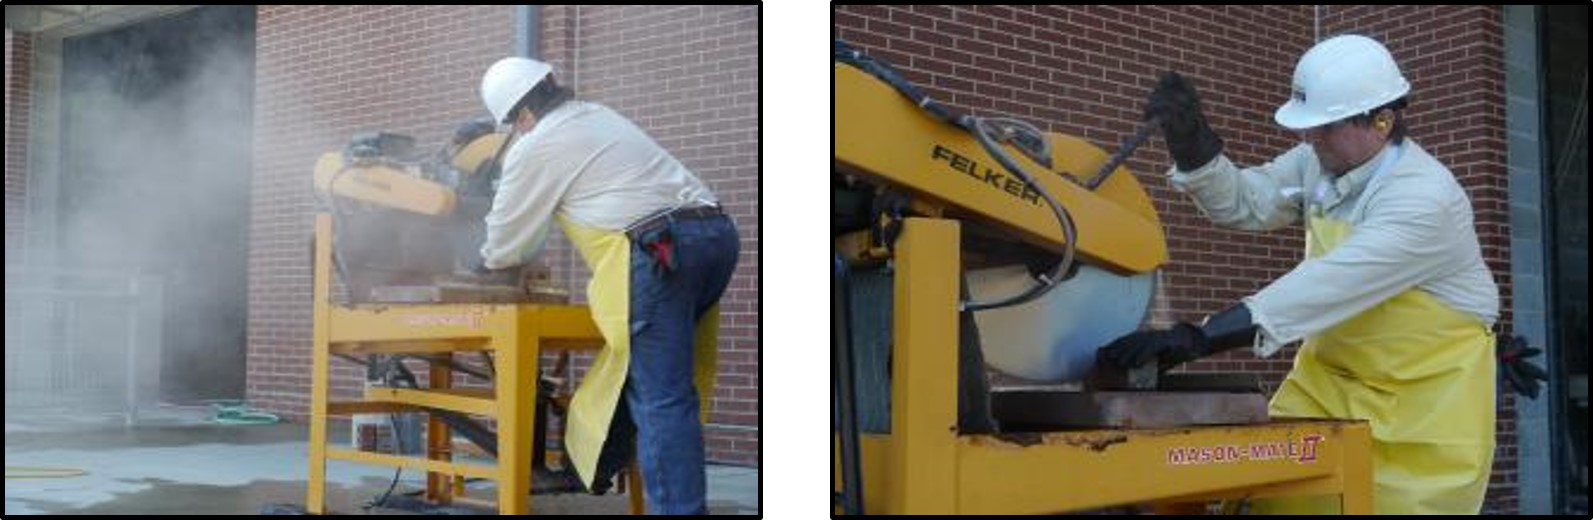 FELKER
MASON-MATE II